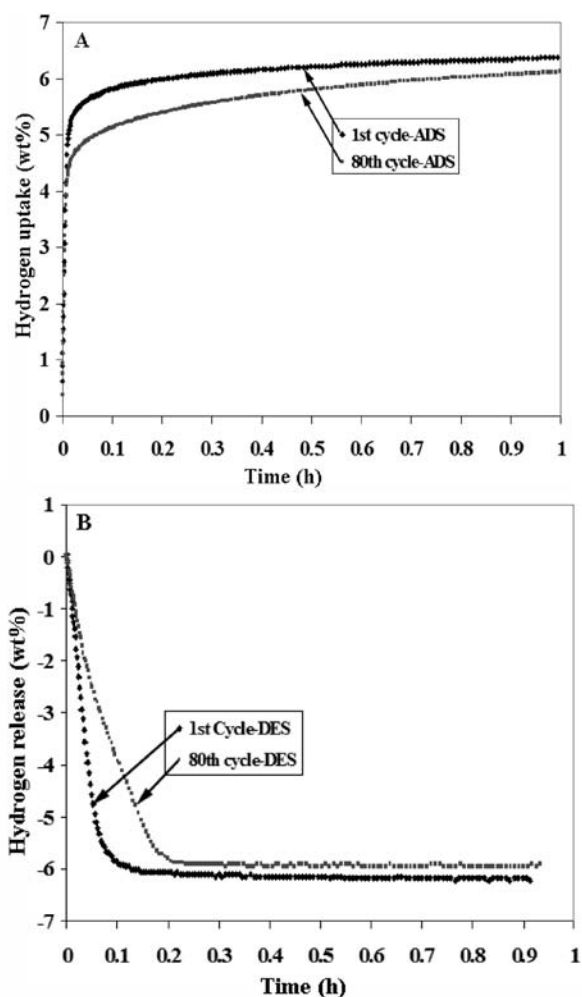 A
7
6
5
4
3
2
1
0
Hydrogen uptake (wt%)
1st cycle-ADS
80th cycle-ADS
0 0.1 0.2 0.3 0.4 0.5 0.6 0.7 0.8 0.9 1
Time (h)
B
1
0
-1
-2
-3
-4
-5
-6
-7
Hydrogen release (wt%)
1st Cycle-DES
80th cycle-DES
0 0.1 0.2 0.3 0.4 0.5 0.6 0.7 0.8 0.9 1
Time (h)